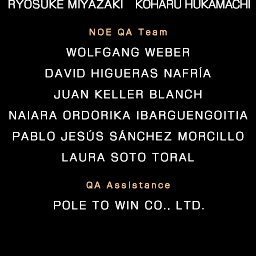 RYOSUKE MIYAZAKI KOHARU HUKAMACHI
NOE QA Team
WOLFGANG WEBER
DAVID HIGUERAS NAFRÍA
JUAN KELLER BLANCH
NAIARA ORDORIKA IBARGUENGOITIA
PABLO JESÚS SÁNCHEZ MORCILLO
LAURA SOTO TORAL
QA Assistance
POLE TO WIN CO., LTD.